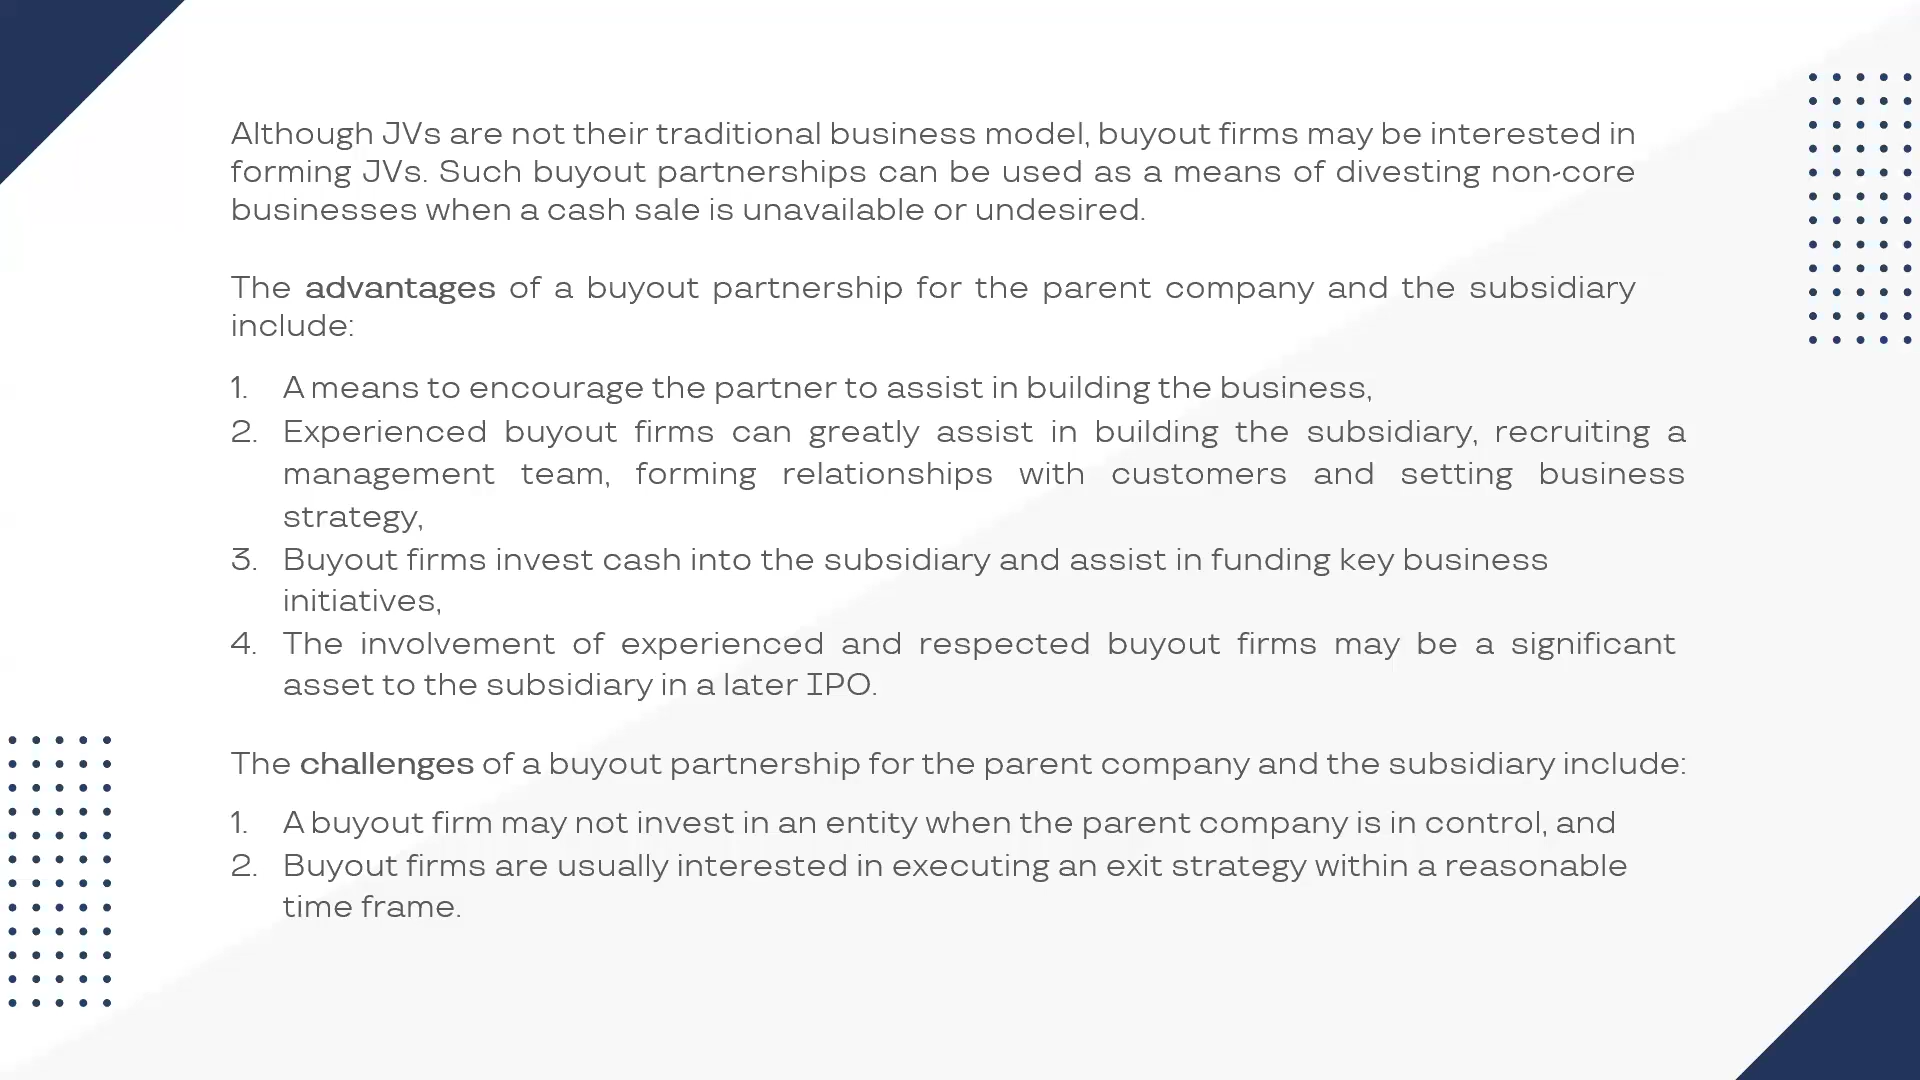 Although JVs are not their traditional business model, buyout firms may be interested in
forming JVs. Such buyout partnerships can be used as a means of divesting non-core
businesses when a cash sale is unavailable or undesired.
The advantages of a buyout partnership for the parent company and the subsidiary
include:
1. A means to encourage the partner to assist in building the business,
2. Experienced buyout firms can greatly assist in building the subsidiary, recruiting a
management team, forming relationships with customers and setting business
strategy,
3. Buyout firms invest cash into the subsidiary and assist in funding key business
initiatives,
4. The involvement of experienced and respected buyout firms may be a significant
asset to the subsidiary in a later IPO.
The challenges of a buyout partnership for the parent company and the subsidiary include:
1. A buyout firm may not invest in an entity when the parent company is in control, and
2. Buyout firms are usually interested in executing an exit strategy within a reasonable
time frame.